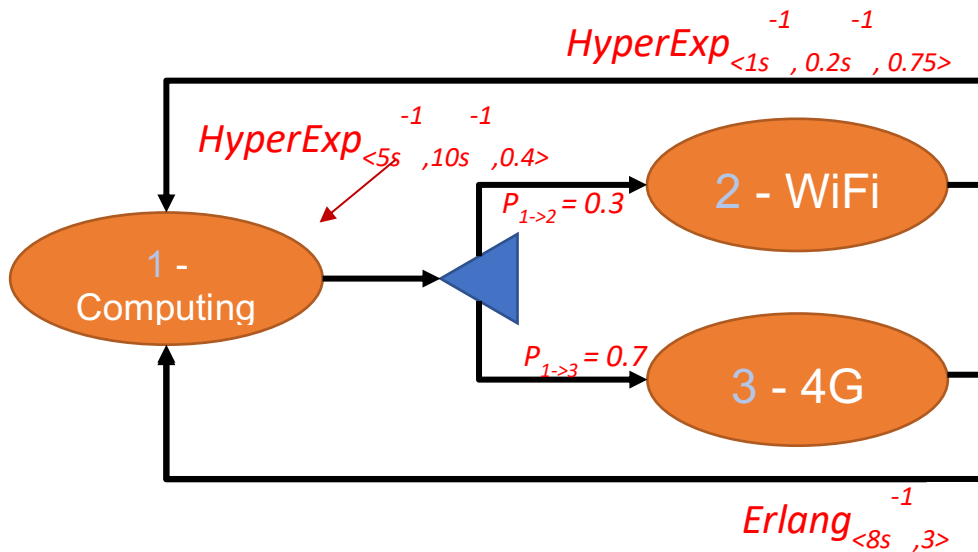 HyperExp<1s-1, 0.2s-1, 0.75>
HyperExp<5s-1,10s-1,0.4>
P1->2 = 0.3
2 - WiFi
1 -
Computing
P1->3 = 0.7
3 - 4G
Erlang<8s-1,3>